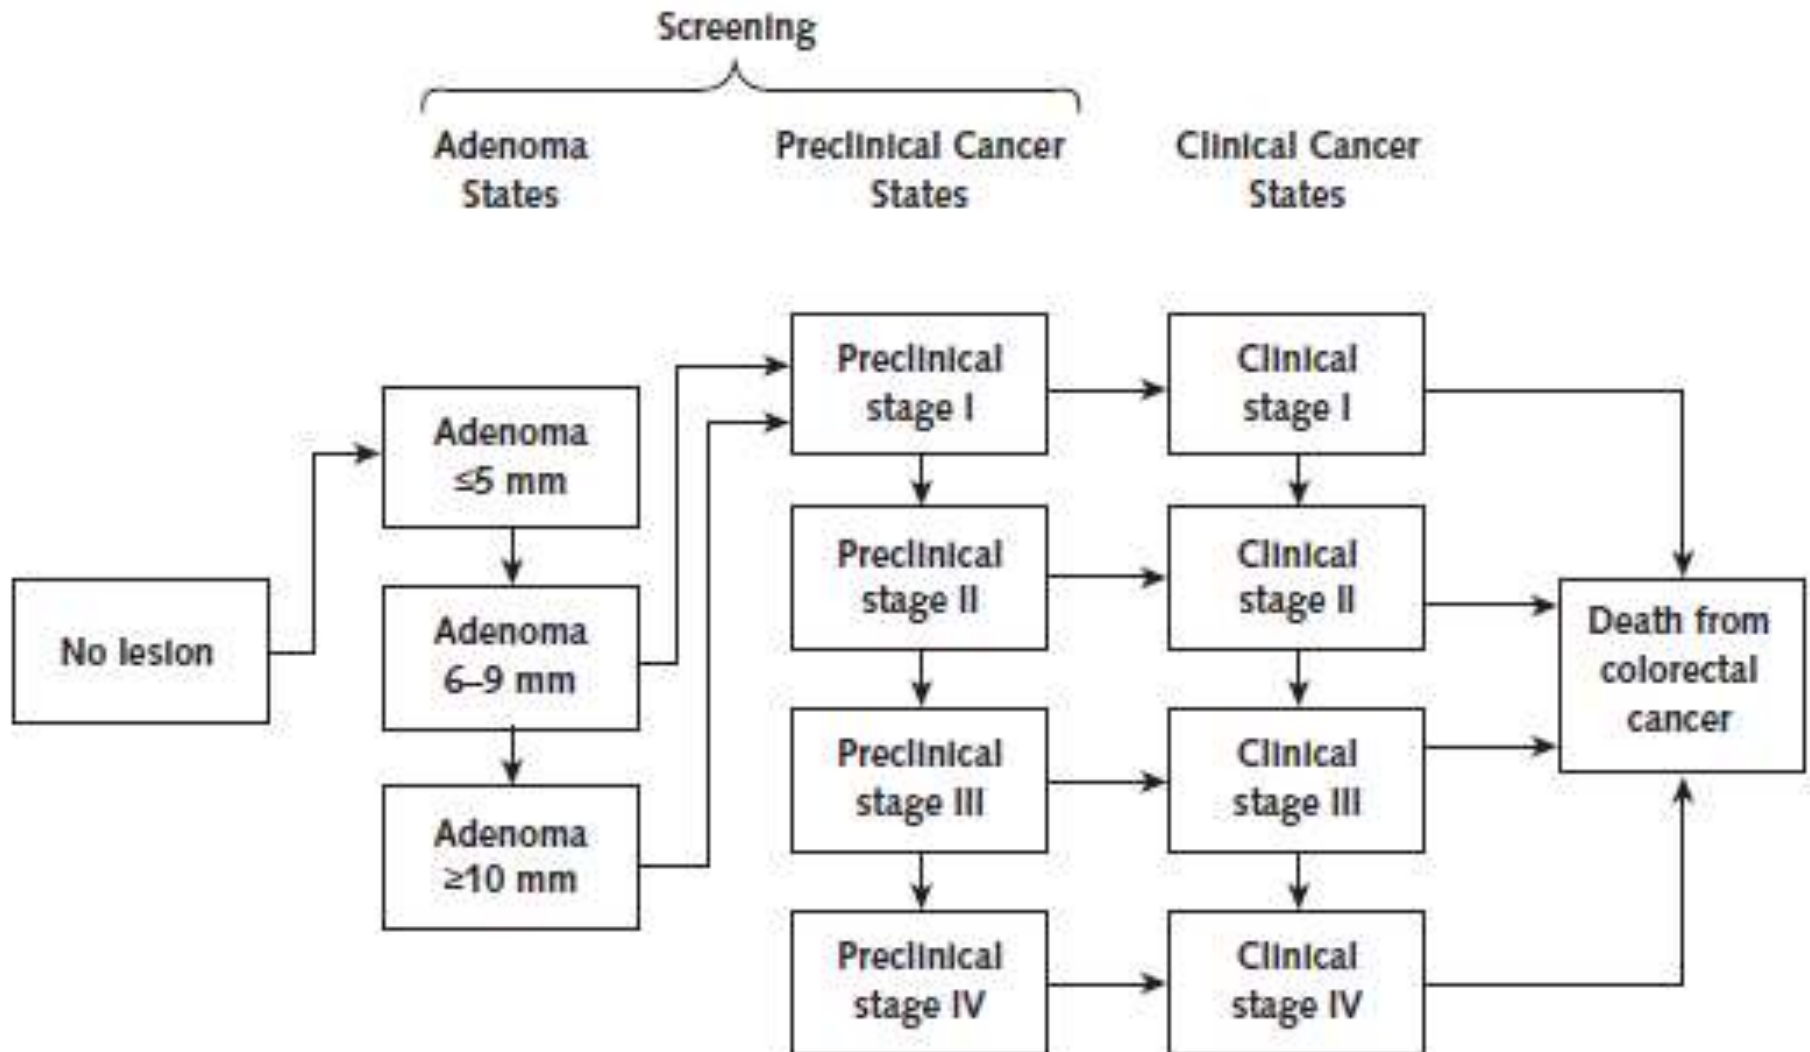 Screening
Adenoma
States
Preclinical Cancer
States
Clinical Cancer
States
No lesion
Adenoma
≤5 mm
Adenoma
6–9 mm
Adenoma
≥10 mm
Preclinical
stage I
Preclinical
stage II
Preclinical
stage III
Preclinical
stage IV
Clinical
stage I
Clinical
stage II
Clinical
stage III
Clinical
stage IV
Death from
colorectal
cancer